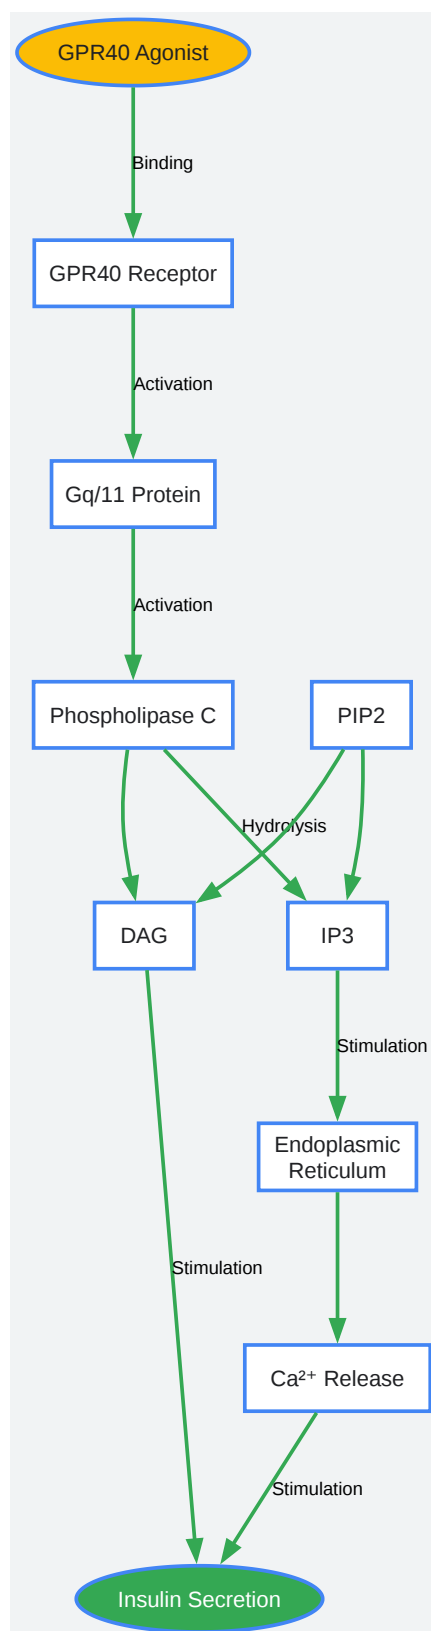 GPR40 Agonist
Binding
GPR40 Receptor
Activation
Gq/11 Protein
Activation
Phospholipase C
PIP2
Hydrolysis
DAG
IP3
Stimulation
Endoplasmic
Reticulum
Stimulation
Ca²⁺ Release
Stimulation
Insulin Secretion